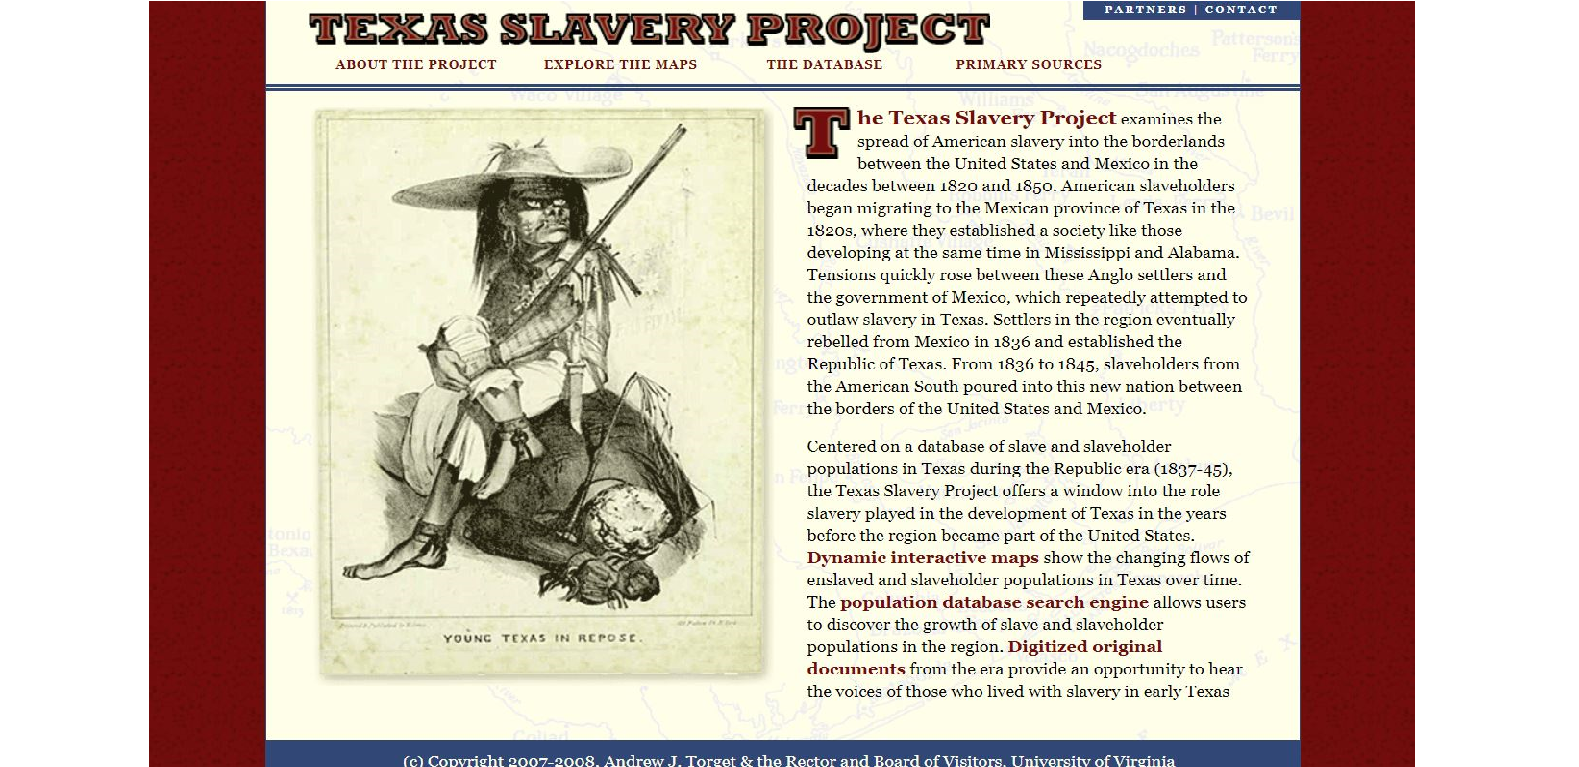 PARTNERS | CONTACT
TEXAS SLAVERY PROJECT
ABOUT THE PROJECT EXPLORE THE MAPS THE DATABASE PRIMARY SOURCES
The Texas Slavery Project examines the
spread of American slavery into the borderlands
between the United States and Mexico in the
decades between 1820 and 1850. American slaveholders
began migrating to the Mexican province of Texas in the
1820s, where they established a society like those
developing at the same time in Mississippi and Alabama.
Tensions quickly rose between these Anglo settlers and
the government of Mexico, which repeatedly attempted to
outlaw slavery in Texas. Settlers in the region eventually
rebelled from Mexico in 1836 and established the
Republic of Texas. From 1836 to 1845, slaveholders from
the American South poured into this new nation between
the borders of the United States and Mexico.
Centered on a database of slave and slaveholder
populations in Texas during the Republic era (1837-45),
the Texas Slavery Project offers a window into the role
slavery played in the development of Texas in the years
before the region became part of the United States.
Dynamic interactive maps show the changing flows of
enslaved and slaveholder populations in Texas over time.
The population database search engine allows users
to discover the growth of slave and slaveholder
populations in the region. Digitized original
documents from the era provide an opportunity to hear
the voices of those who lived with slavery in early Texas
YOUNG TEXAS IN REPOSE.
Nacogdoches
Patterson's
Ferry
San Augustine
Waco Village
Williams
Bevil
Goliad
(c) Copyright 2007-2008, Andrew J. Torget & the Rector and Board of Visitors, University of Virginia